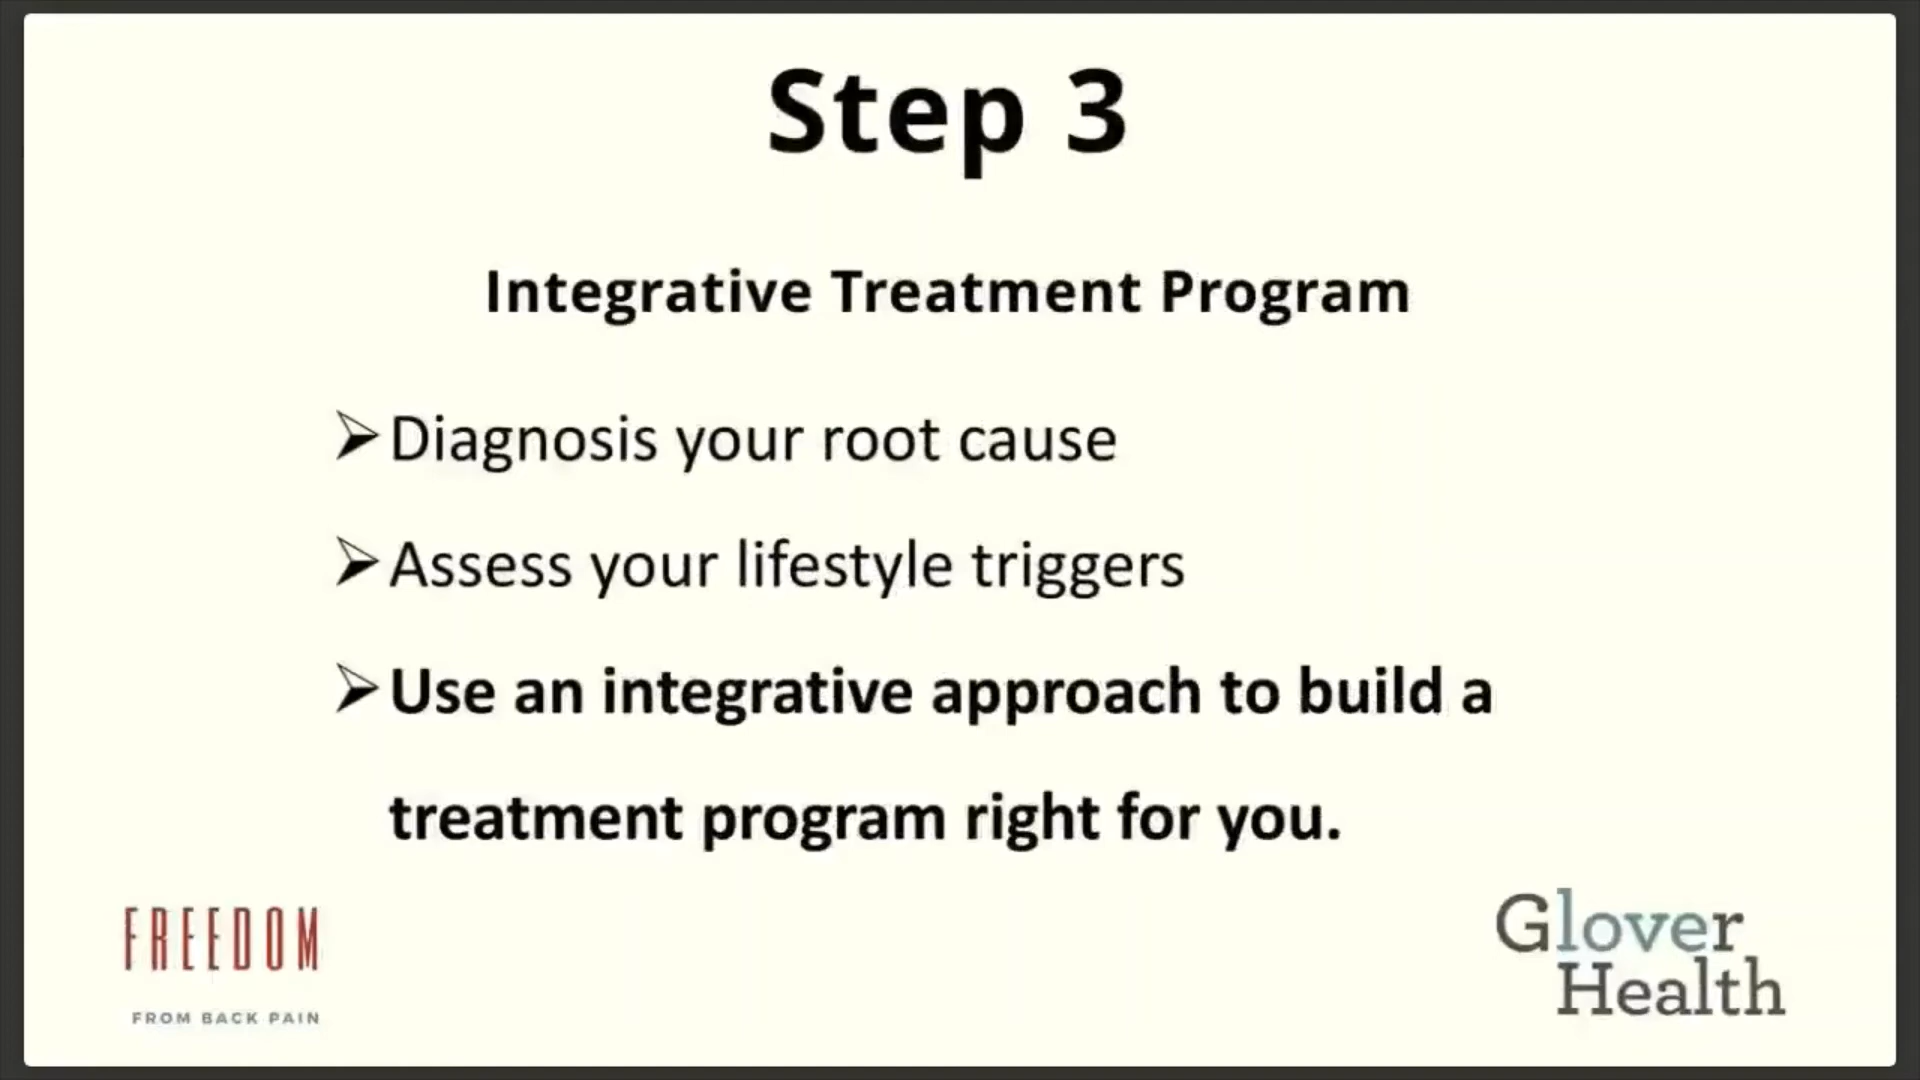 Step 3
Integrative Treatment Program
➢Diagnosis your root cause
➢Assess your lifestyle triggers
➢Use an integrative approach to build a
treatment program right for you.
FREEDOM
FROM BACK PAIN
Glover
Health